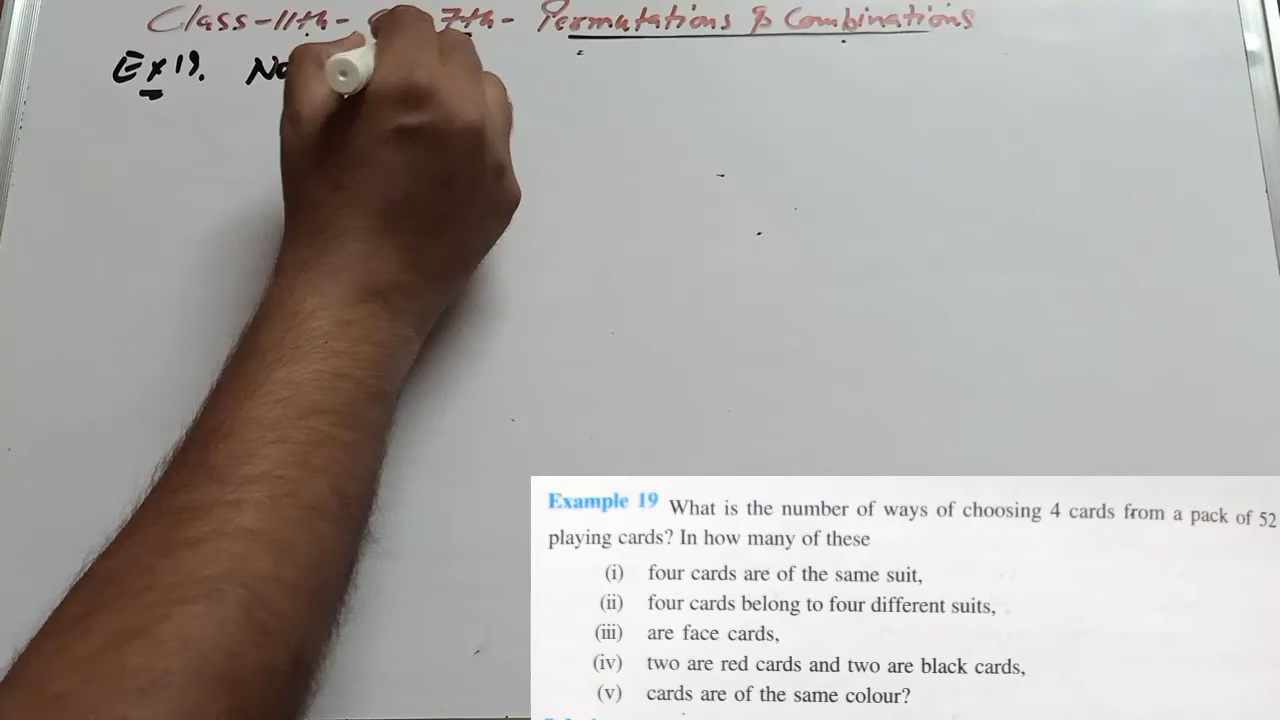 Class-11th- 7th- Permutations & Combinations
Ex19.
Example 19 What is the number of ways of choosing 4 cards from a pack of 52
playing cards? In how many of these
(i) four cards are of the same suit,
(ii) four cards belong to four different suits,
(iii) are face cards,
(iv) two are red cards and two are black cards,
(v) cards are of the same colour?